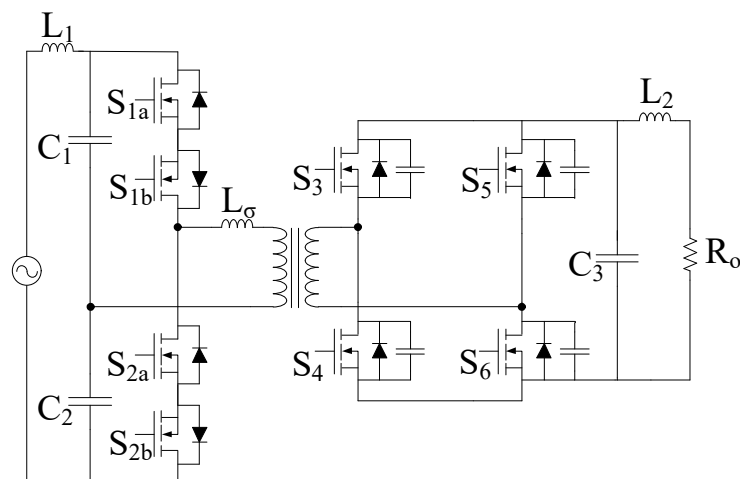 L₁
S₁ₐ
C₁
S₁b
Lσ
S₃
S₅
L₂
C₃
Rₒ
S₂ₐ
S₄
S₆
C₂
S₂b